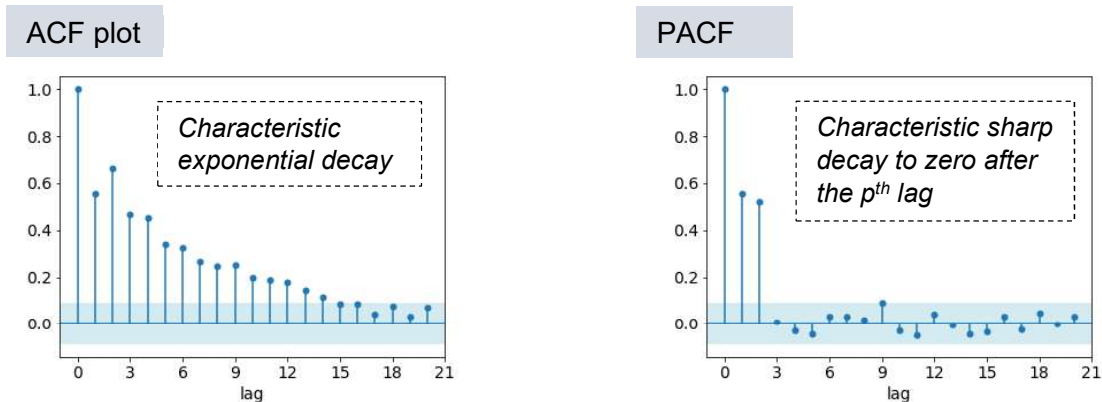 ACF plot
1.0
0.8
0.6
0.4
0.2
0.0
Characteristic
exponential decay
0 3 6 9 12 15 18 21
lag
PACF
1.0
0.8
0.6
0.4
0.2
0.0
Characteristic sharp
decay to zero after
the pth lag
0 3 6 9 12 15 18 21
lag